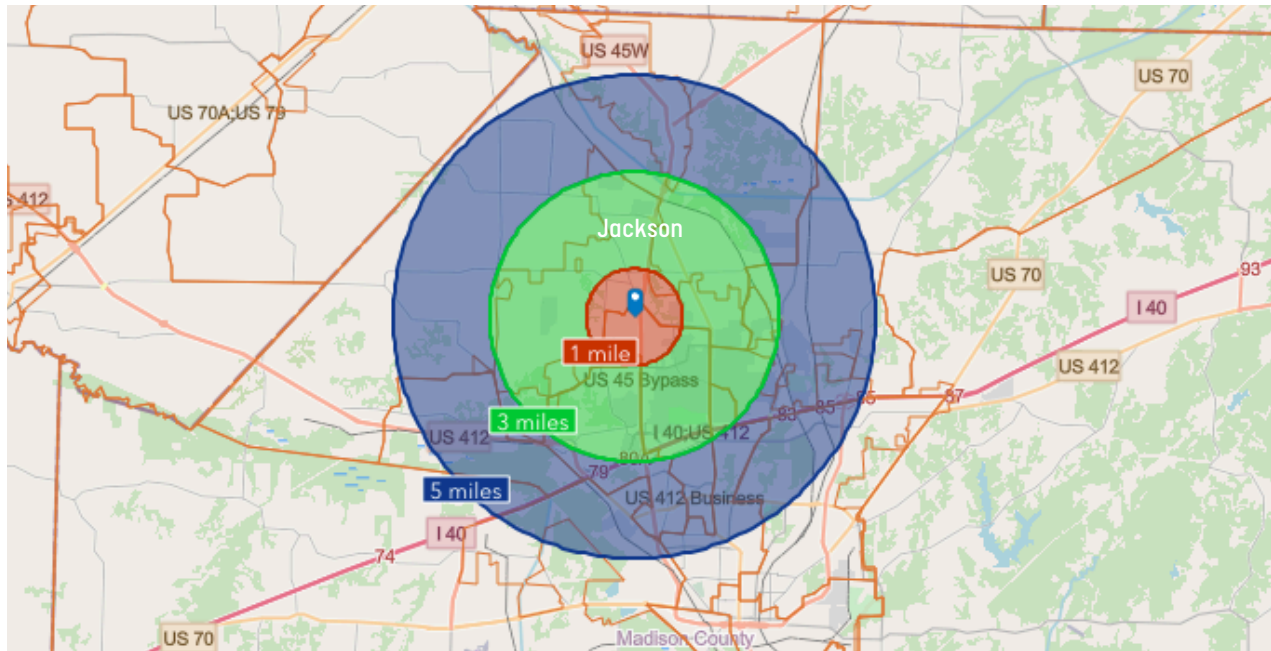 US 45W
US 70
US 70A;US 79
S 412
Jackson
US 70
93
I 40
1 mile
US 412
US 45 Bypass
87
85
85
83
3 miles
I 40;US 412
US 412
79
5 miles
US 412 Business
I 40
74
US 70
Madison County